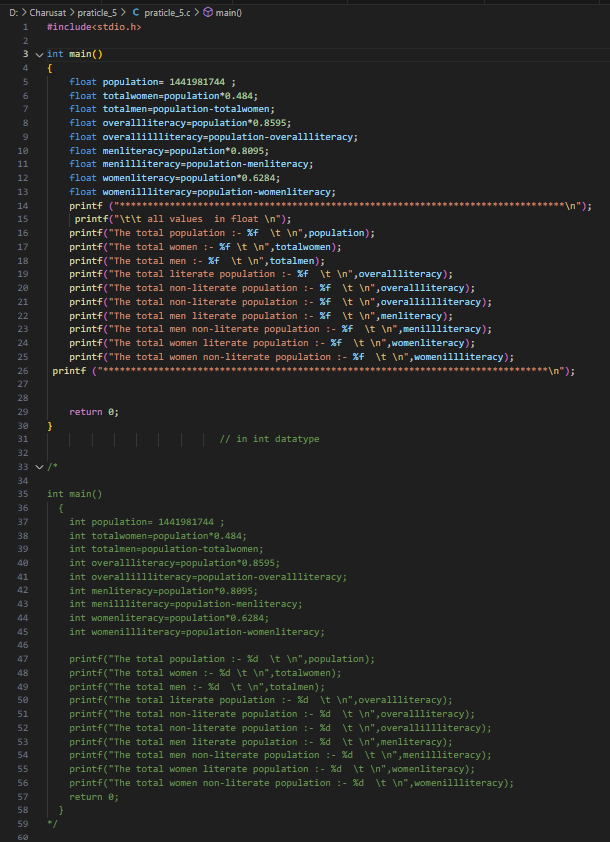 D: > Charusat > praticle_5 > C praticle_5.c > main()
1 #include<stdio.h>
2
3 int main()
4 {
5 float population= 1441981744 ;
6 float totalwomen=population*0.484;
7 float totalmen=population-totalwomen;
8 float overallliteracy=population*0.8595;
9 float overallillliteracy=population-overallliteracy;
10 float menliteracy=population*0.8095;
11 float menillliteracy=population-menliteracy;
12 float womenliteracy=population*0.6284;
13 float womenillliteracy=population-womenliteracy;
14 printf ("********************************************************************************\n");
15 printf("\t\t all values  in float \n");
16 printf("The total population :- %f  \t \n",population);
17 printf("The total women :- %f \t \n",totalwomen);
18 printf("The total men :- %f  \t \n",totalmen);
19 printf("The total literate population :- %f  \t \n",overallliteracy);
20 printf("The total non-literate population :- %f  \t \n",overallliteracy);
21 printf("The total non-literate population :- %f  \t \n",overallillliteracy);
22 printf("The total men literate population :- %f  \t \n",menliteracy);
23 printf("The total men non-literate population :- %f  \t \n",menillliteracy);
24 printf("The total women literate population :- %f  \t \n",womenliteracy);
25 printf("The total women non-literate population :- %f  \t \n",womenillliteracy);
26 printf ("********************************************************************************\n");
27
28
29 return 0;
30 }
31 // in int datatype
32
33 /*
34
35 int main()
36 {
37 int population= 1441981744 ;
38 int totalwomen=population*0.484;
39 int totalmen=population-totalwomen;
40 int overallliteracy=population*0.8595;
41 int overallillliteracy=population-overallliteracy;
42 int menliteracy=population*0.8095;
43 int menillliteracy=population-menliteracy;
44 int womenliteracy=population*0.6284;
45 int womenillliteracy=population-womenliteracy;
46
47 printf("The total population :- %d  \t \n",population);
48 printf("The total women :- %d \t \n",totalwomen);
49 printf("The total men :- %d  \t \n",totalmen);
50 printf("The total literate population :- %d  \t \n",overallliteracy);
51 printf("The total non-literate population :- %d  \t \n",overallliteracy);
52 printf("The total non-literate population :- %d  \t \n",overallillliteracy);
53 printf("The total men literate population :- %d  \t \n",menliteracy);
54 printf("The total men non-literate population :- %d  \t \n",menillliteracy);
55 printf("The total women literate population :- %d  \t \n",womenliteracy);
56 printf("The total women non-literate population :- %d  \t \n",womenillliteracy);
57 return 0;
58 }
59 */
60